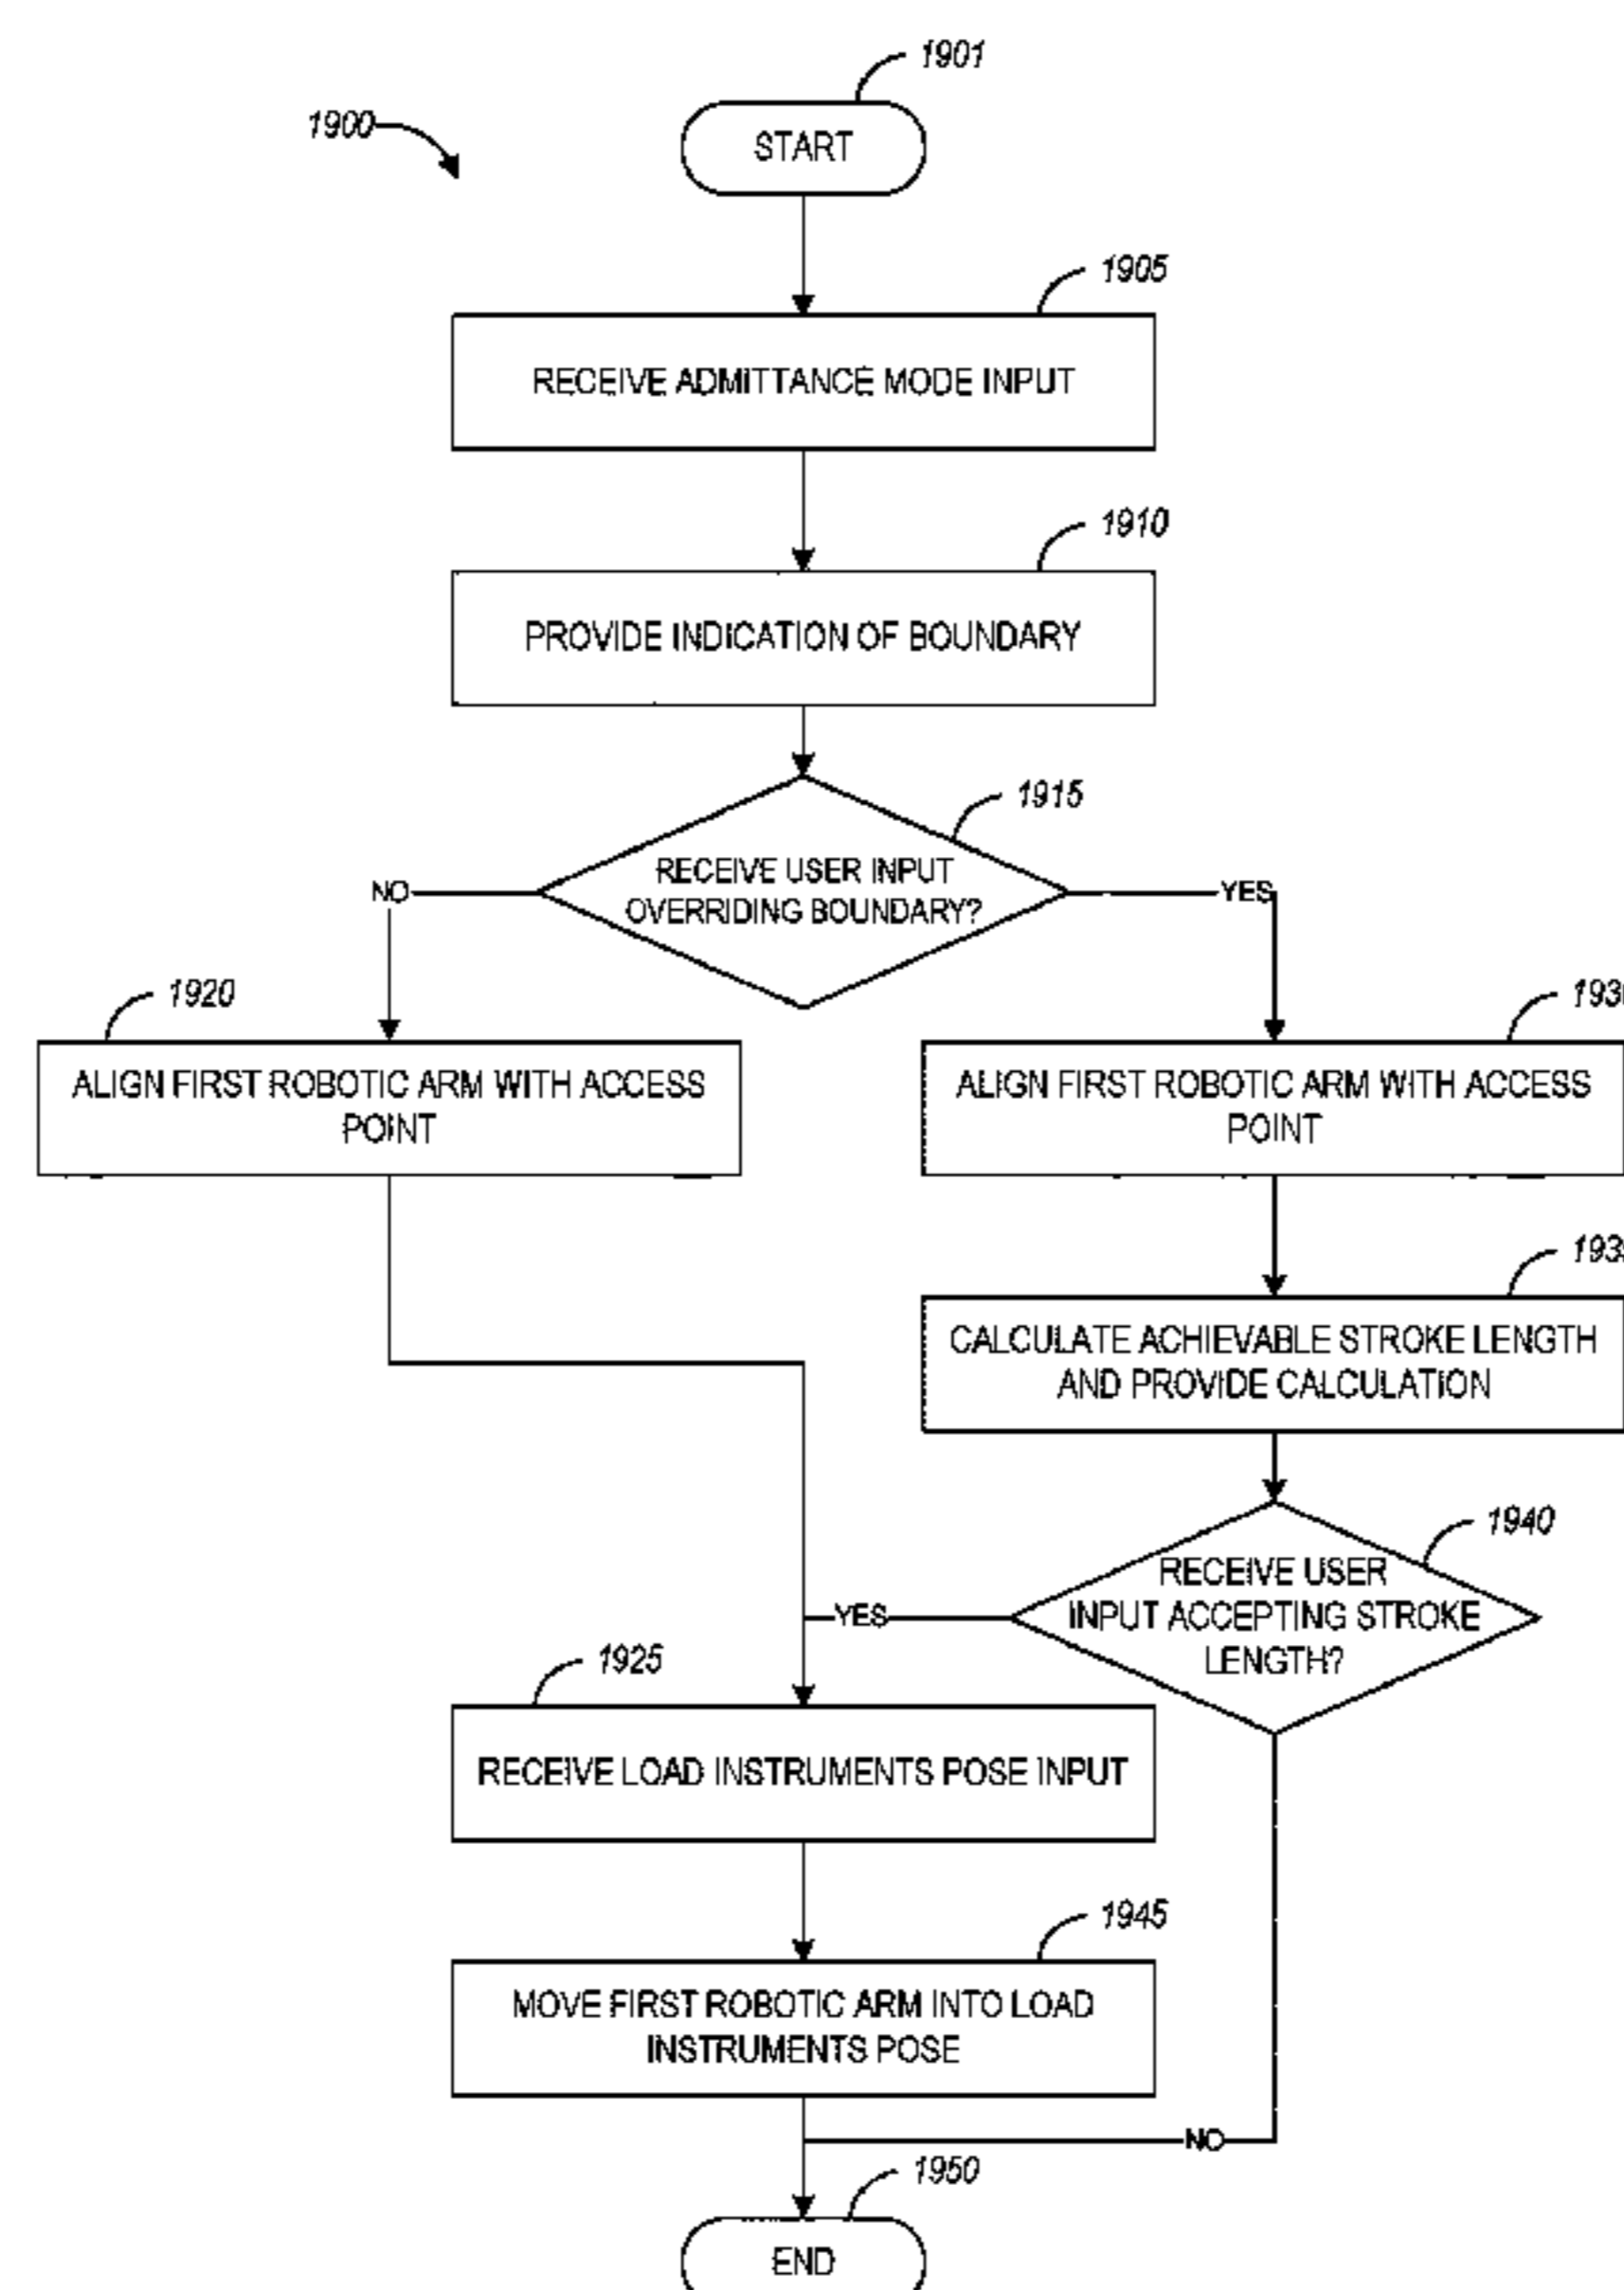 1901
1900
START
1905
RECEIVE ADMITTANCE MODE INPUT
1910
PROVIDE INDICATION OF BOUNDARY
1915
RECEIVE USER INPUT
OVERRIDING BOUNDARY?
NO
YES
1920
ALIGN FIRST ROBOTIC ARM WITH ACCESS
POINT
ALIGN FIRST ROBOTIC ARM WITH ACCESS
POINT
CALCULATE ACHIEVABLE STROKE LENGTH
AND PROVIDE CALCULATION
1940
RECEIVE USER
INPUT ACCEPTING STROKE
LENGTH?
YES
1925
RECEIVE LOAD INSTRUMENTS POSE INPUT
1945
MOVE FIRST ROBOTIC ARM INTO LOAD
INSTRUMENTS POSE
NO
1950
END